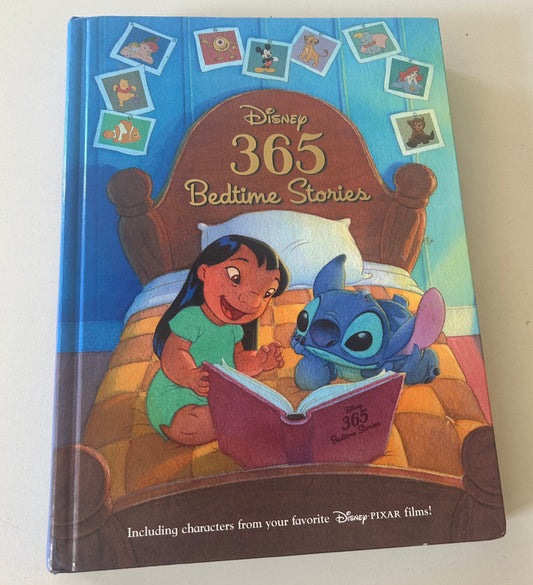 Disney
365
Bedtime Stories
Disney
365
Bedtime Stories
Including characters from your favorite Disney·PIXAR films!